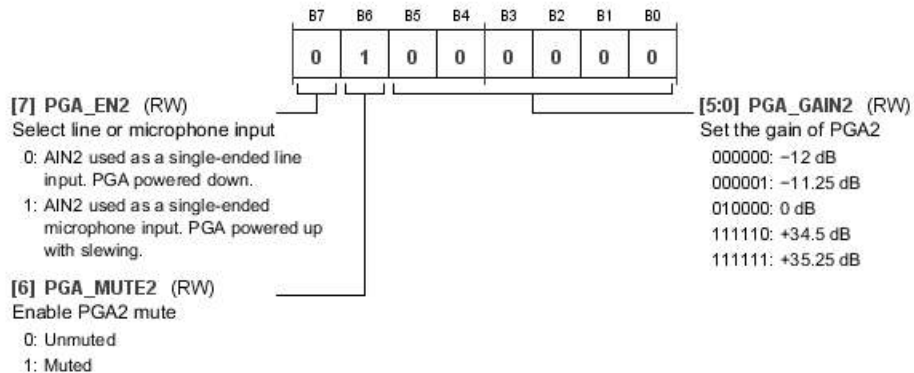 B7 B6 B5 B4 B3 B2 B1 B0
0 1 0 0 0 0 0 0
[7] PGA_EN2 (RW)
Select line or microphone input
0: AIN2 used as a single-ended line
input. PGA powered down.
1: AIN2 used as a single-ended
microphone input. PGA powered up
with slewing.
[6] PGA_MUTE2 (RW)
Enable PGA2 mute
0: Unmuted
1: Muted
[5:0] PGA_GAIN2 (RW)
Set the gain of PGA2
000000: −12 dB
000001: −11.25 dB
010000: 0 dB
111110: +34.5 dB
111111: +35.25 dB